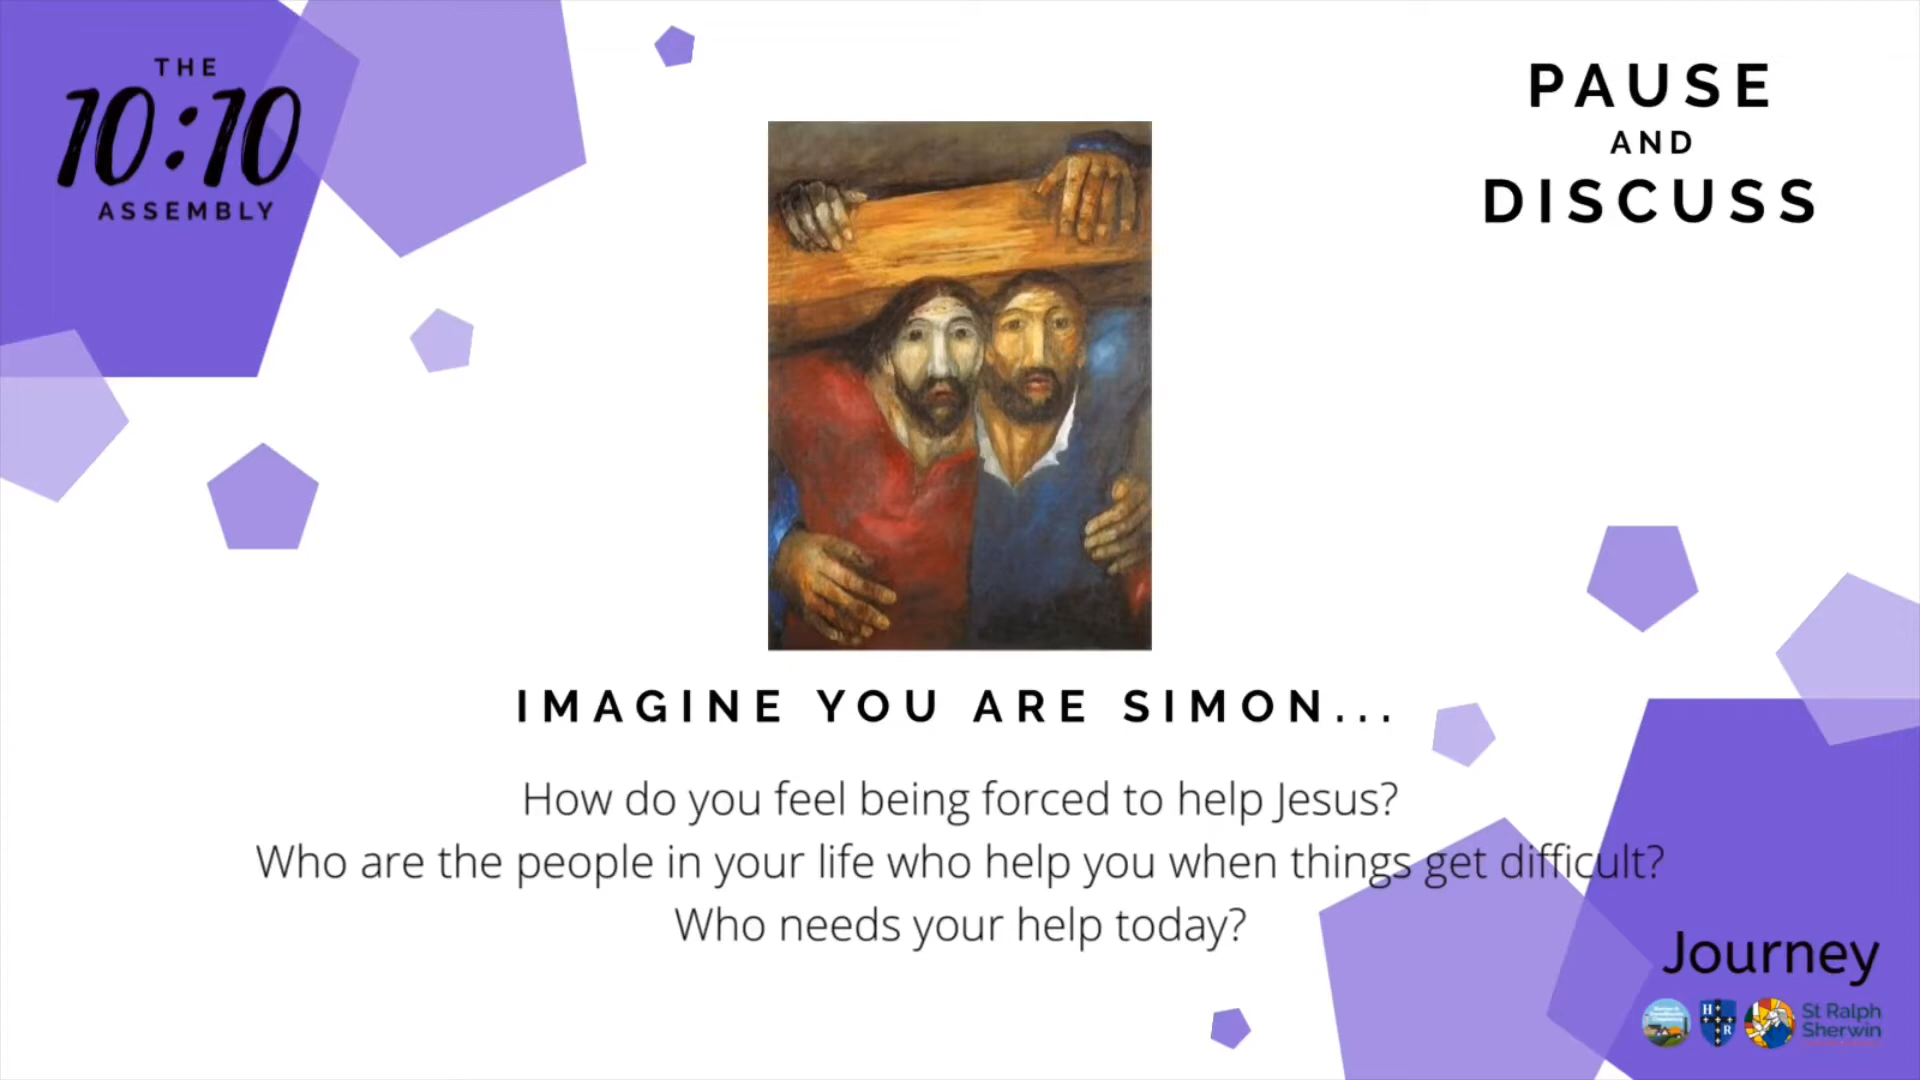 THE
10:10
ASSEMBLY
PAUSE
AND
DISCUSS
IMAGINE YOU ARE SIMON...
How do you feel being forced to help Jesus?
Who are the people in your life who help you when things get difficult?
Who needs your help today?
Journey
H
R
St Ralph
Sherwin